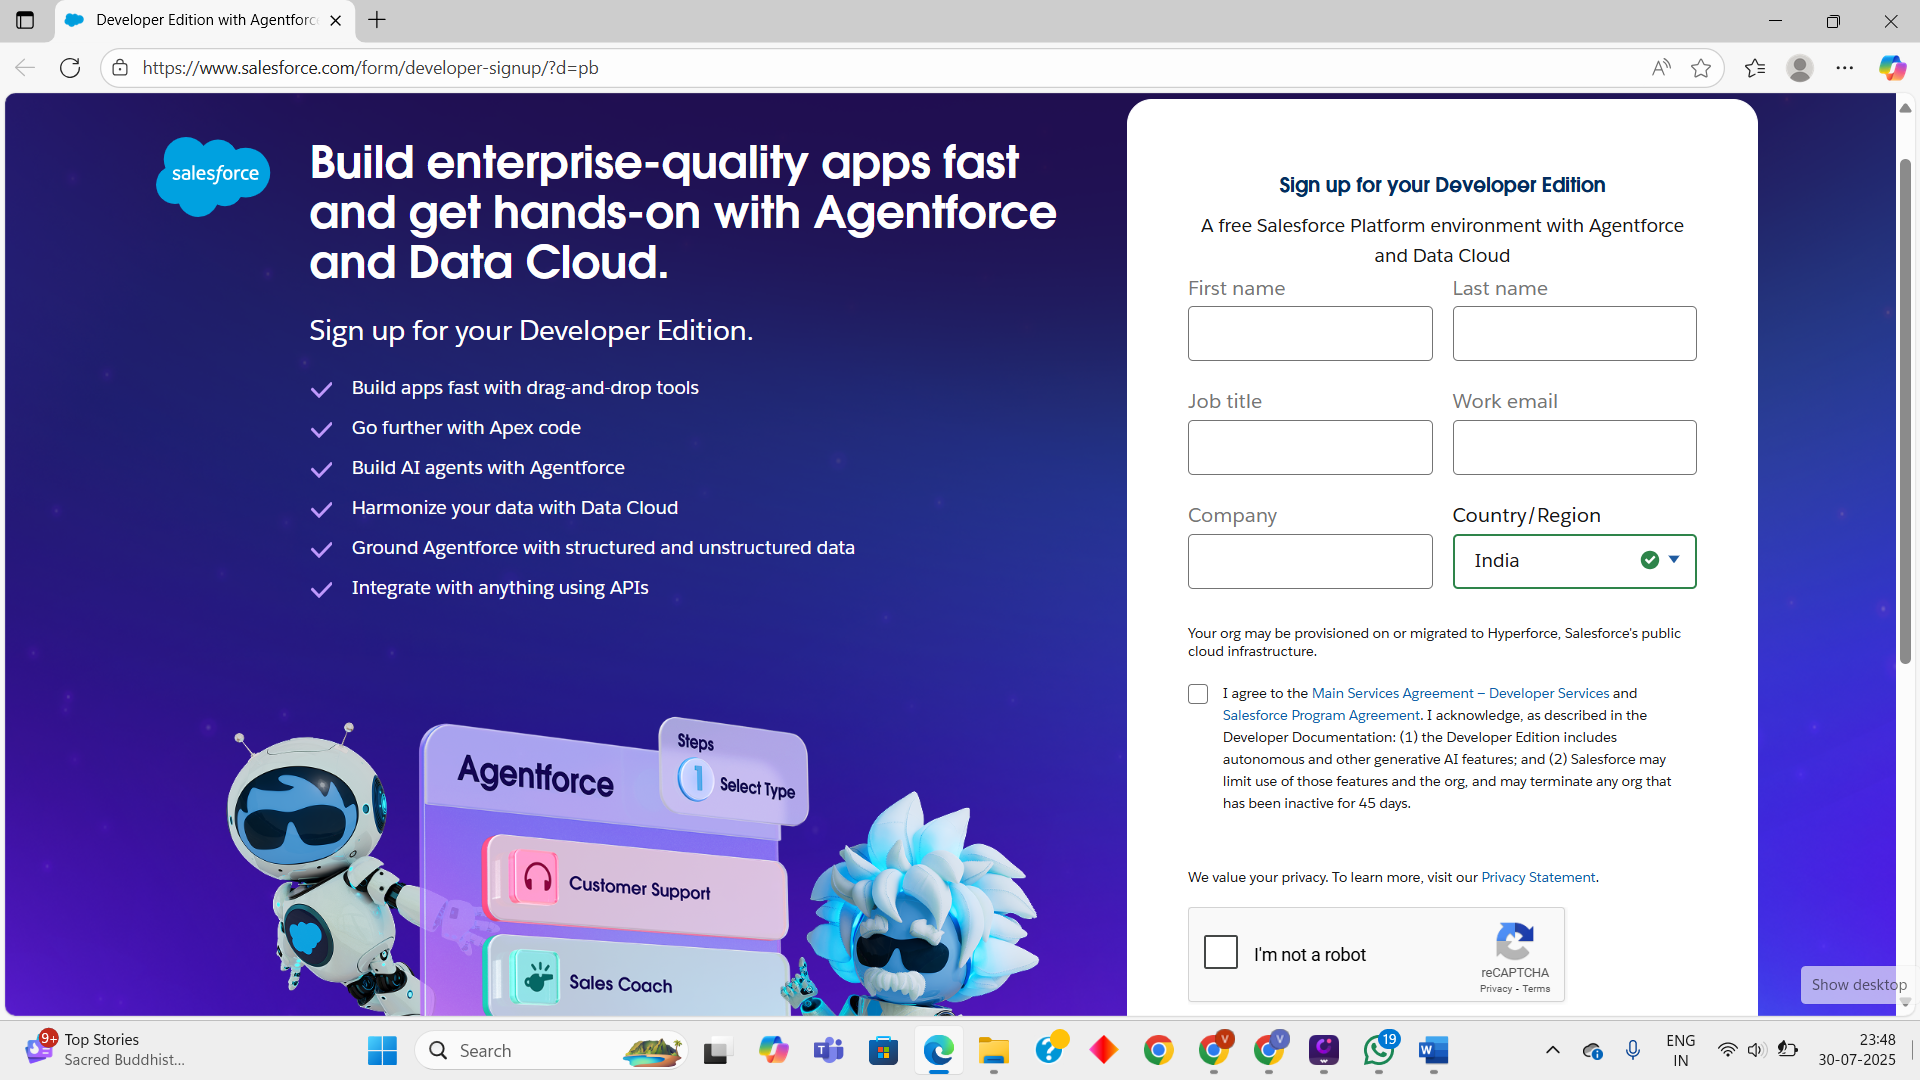 Developer Edition with Agentforc
https://www.salesforce.com/form/developer-signup/?d=pb
salesforce
Build enterprise-quality apps fast
and get hands-on with Agentforce
and Data Cloud.
Sign up for your Developer Edition.
Build apps fast with drag-and-drop tools
Go further with Apex code
Build AI agents with Agentforce
Harmonize your data with Data Cloud
Ground Agentforce with structured and unstructured data
Integrate with anything using APIs
Agentforce
Steps
1 Select Type
Customer Support
Sales Coach
Sign up for your Developer Edition
A free Salesforce Platform environment with Agentforce
and Data Cloud
First name Last name
Job title Work email
Company Country/Region
India
Your org may be provisioned on or migrated to Hyperforce, Salesforce's public
cloud infrastructure.
I agree to the Main Services Agreement – Developer Services and
Salesforce Program Agreement. I acknowledge, as described in the
Developer Documentation: (1) the Developer Edition includes
autonomous and other generative AI features; and (2) Salesforce may
limit use of those features and the org, and may terminate any org that
has been inactive for 45 days.
We value your privacy. To learn more, visit our Privacy Statement.
I'm not a robot
reCAPTCHA
Privacy - Terms
Show desktop
9+
Top Stories
Sacred Buddhist...
Search
V
V
19
W
ENG
IN
23:48
30-07-2025